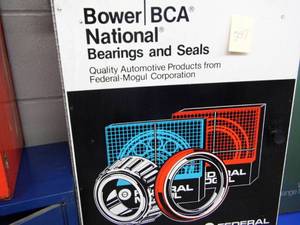 Bower BCA®
National®
Bearings and Seals
Quality Automotive Products from
Federal-Mogul Corporation
FEDERAL